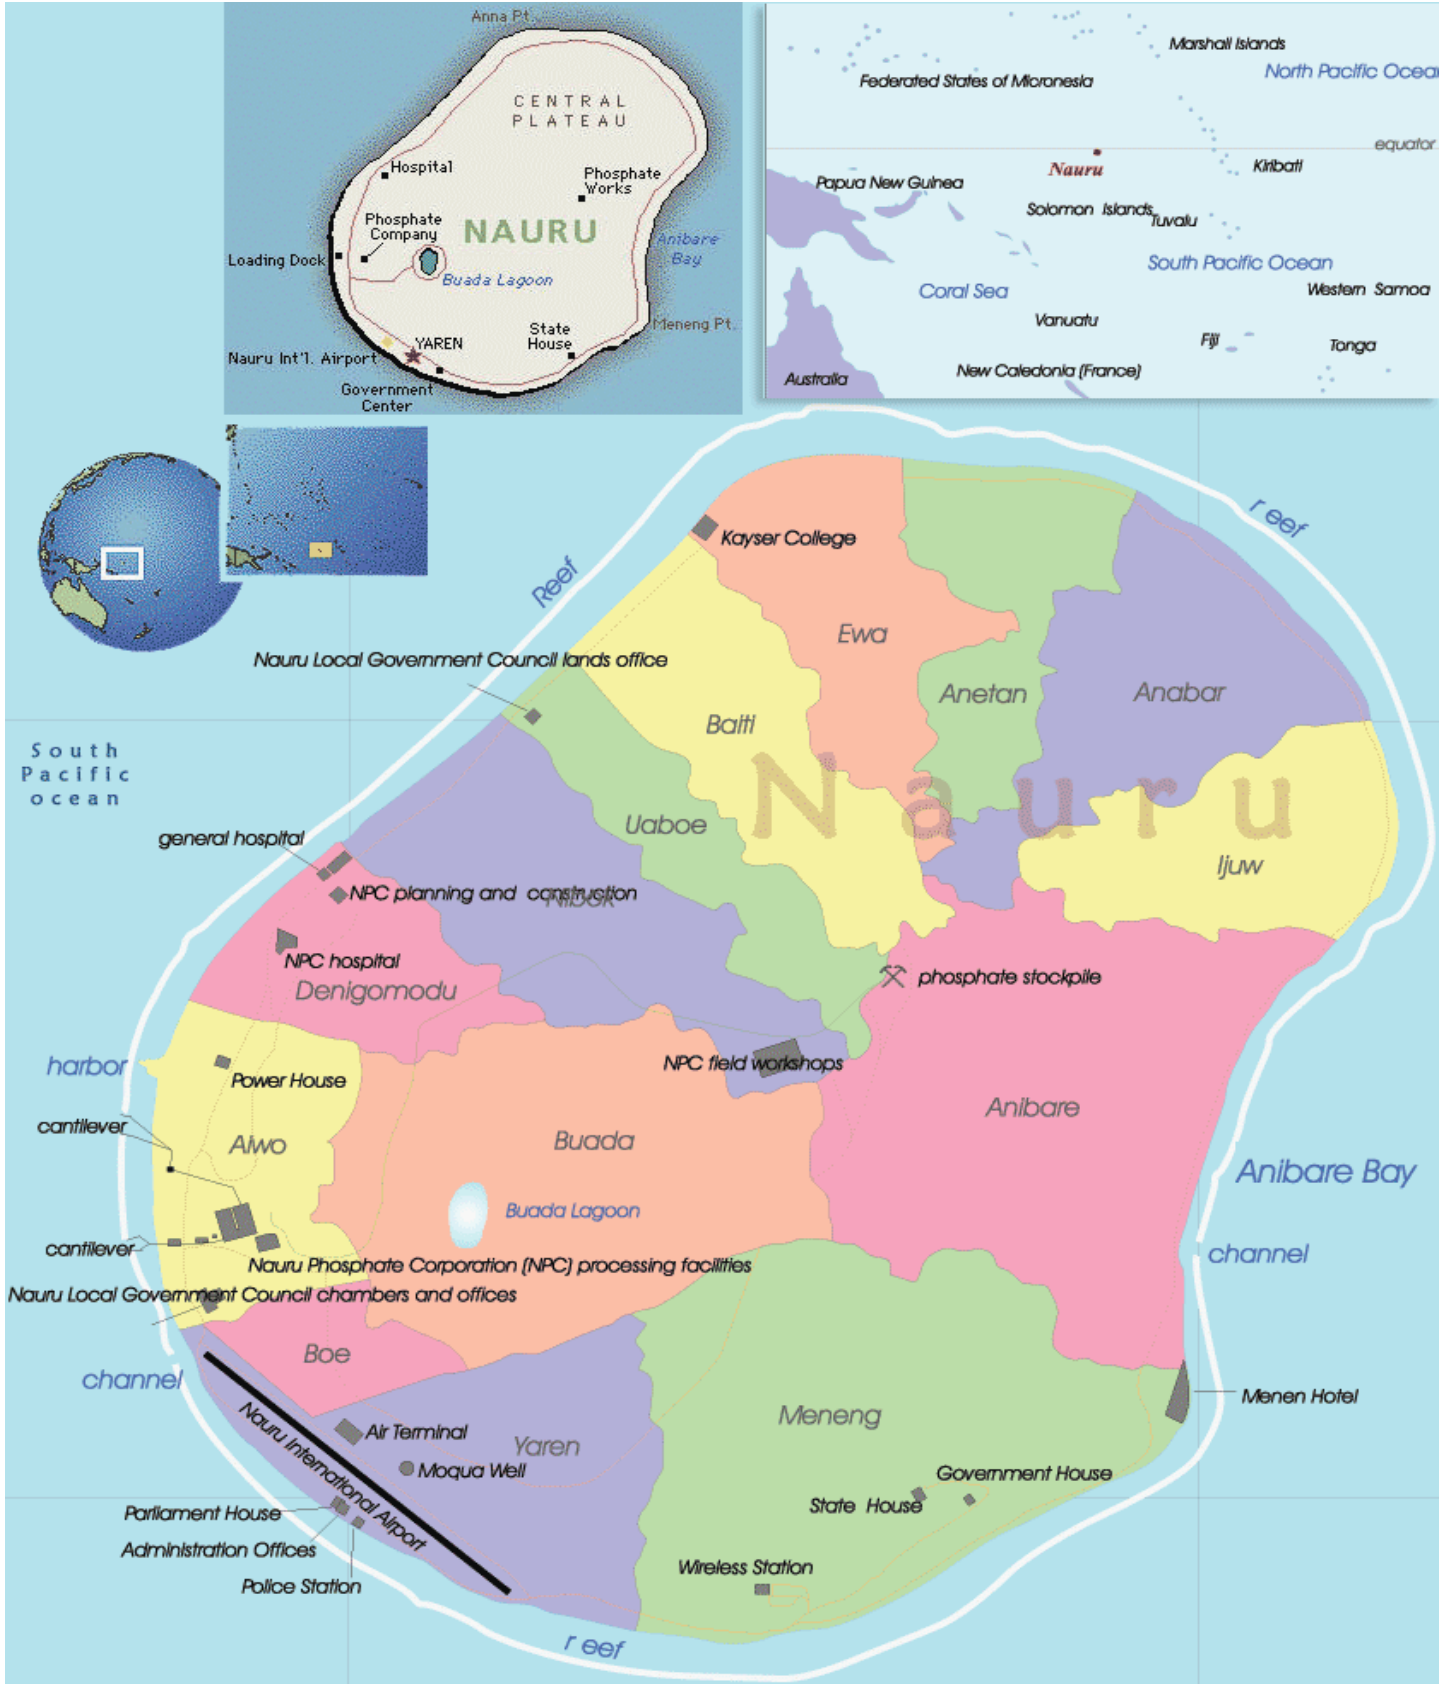 Anna Pt.
CENTRAL
PLATEAU
Hospital
Phosphate
Works
Phosphate
Company
NAURU
Anibare
Bay
Loading Dock
Buada Lagoon
Meneng Pt.
State
House
YAREN
Nauru Int'l. Airport
Government
Center
Marshall Islands
North Pacific Ocean
Federated States of Micronesia
equator
Nauru
Kiribati
Papua New Guinea
Solomon Islands
Tuvalu
South Pacific Ocean
Coral Sea
Western Samoa
Vanuatu
Fiji
Tonga
New Caledonia (France)
Australia
reef
Kayser College
Reef
Ewa
Nauru Local Government Council lands office
Anetan
Anabar
Baiti
South
Pacific
ocean
Nauru
Uaboe
general hospital
Ijuw
NPC planning and construction
Nibok
NPC hospital
phosphate stockpile
Denigomodu
harbor
NPC field workshops
Power House
Anibare
cantilever
Aiwo
Buada
Anibare Bay
Buada Lagoon
cantilever
channel
Nauru Phosphate Corporation (NPC) processing facilities
Nauru Local Government Council chambers and offices
Boe
channel
Menen Hotel
Meneng
Air Terminal
Yaren
Nauru International Airport
Moqua Well
Government House
State House
Parliament House
Administration Offices
Wireless Station
Police Station
reef